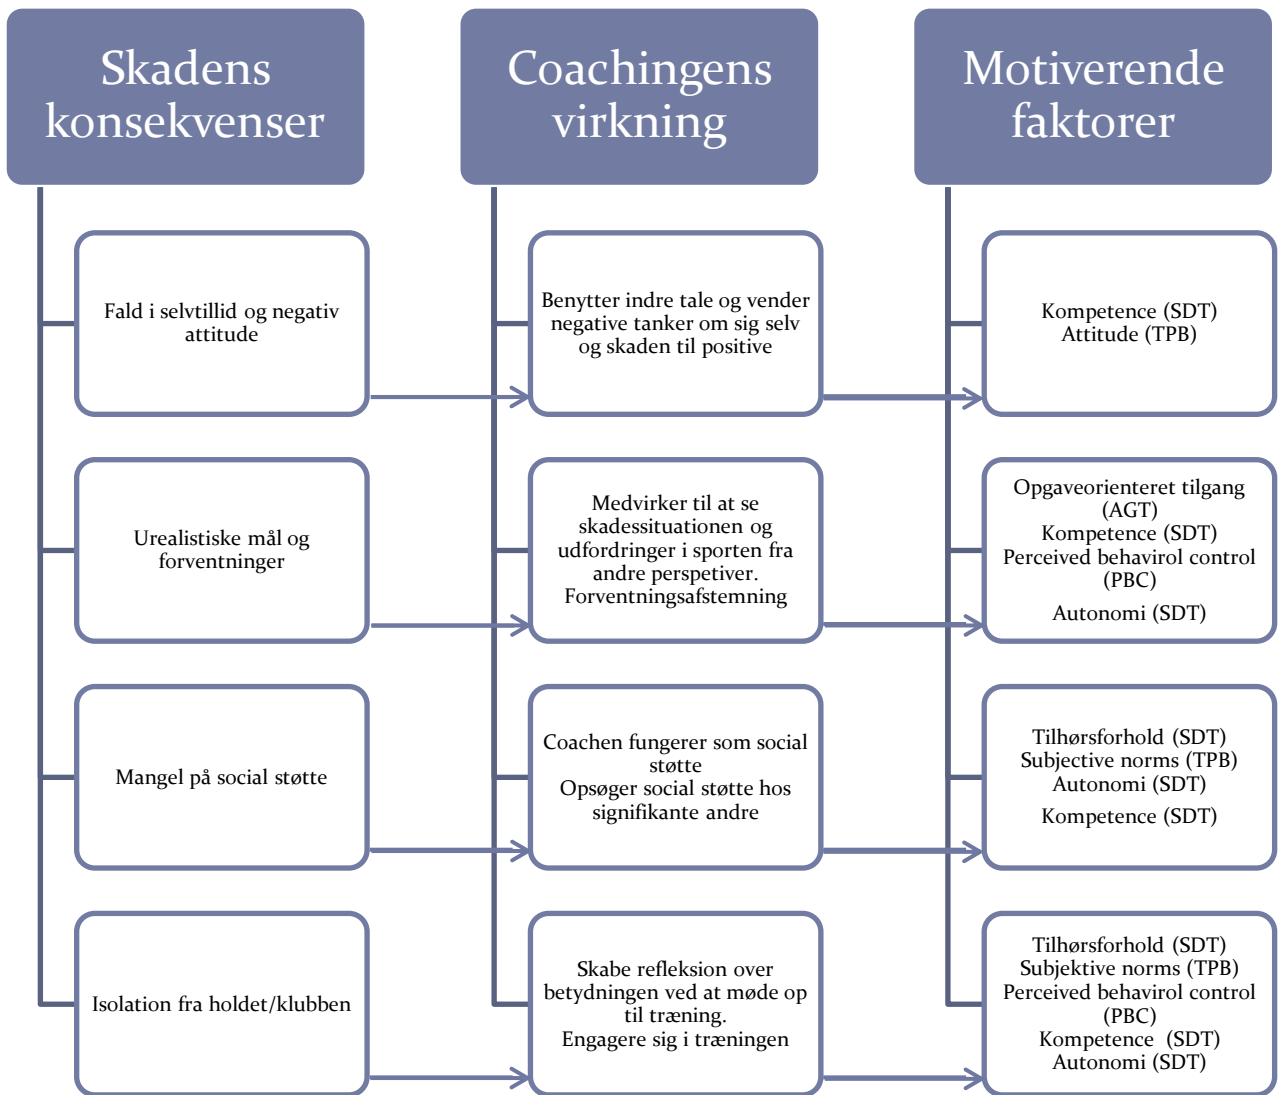 Skadens
konsekvenser
Fald i selvtillid og negativ
attitude
Urealistiske mål og
forventninger
Mangel på social støtte
Isolation fra holdet/klubben
Coachingens
virkning
Benytter indre tale og vender
negative tanker om sig selv
og skaden til positive
Medvirker til at se
skadessituationen og
udfordringer i sporten fra
andre perspetiver.
Forventningsafstemning
Coachen fungerer som social
støtte
Opsøger social støtte hos
signifikante andre
Skabe refleksion over
betydningen ved at møde op
til træning.
Engagere sig i træningen
Motiverende
faktorer
Kompetence (SDT)
Attitude (TPB)
Opgaveorienteret tilgang
(AGT)
Kompetence (SDT)
Perceived behavirol control
(PBC)
Autonomi (SDT)
Tilhørsforhold (SDT)
Subjective norms (TPB)
Autonomi (SDT)
Kompetence (SDT)
Tilhørsforhold (SDT)
Subjektive norms (TPB)
Perceived behavirol control
(PBC)
Kompetence (SDT)
Autonomi (SDT)